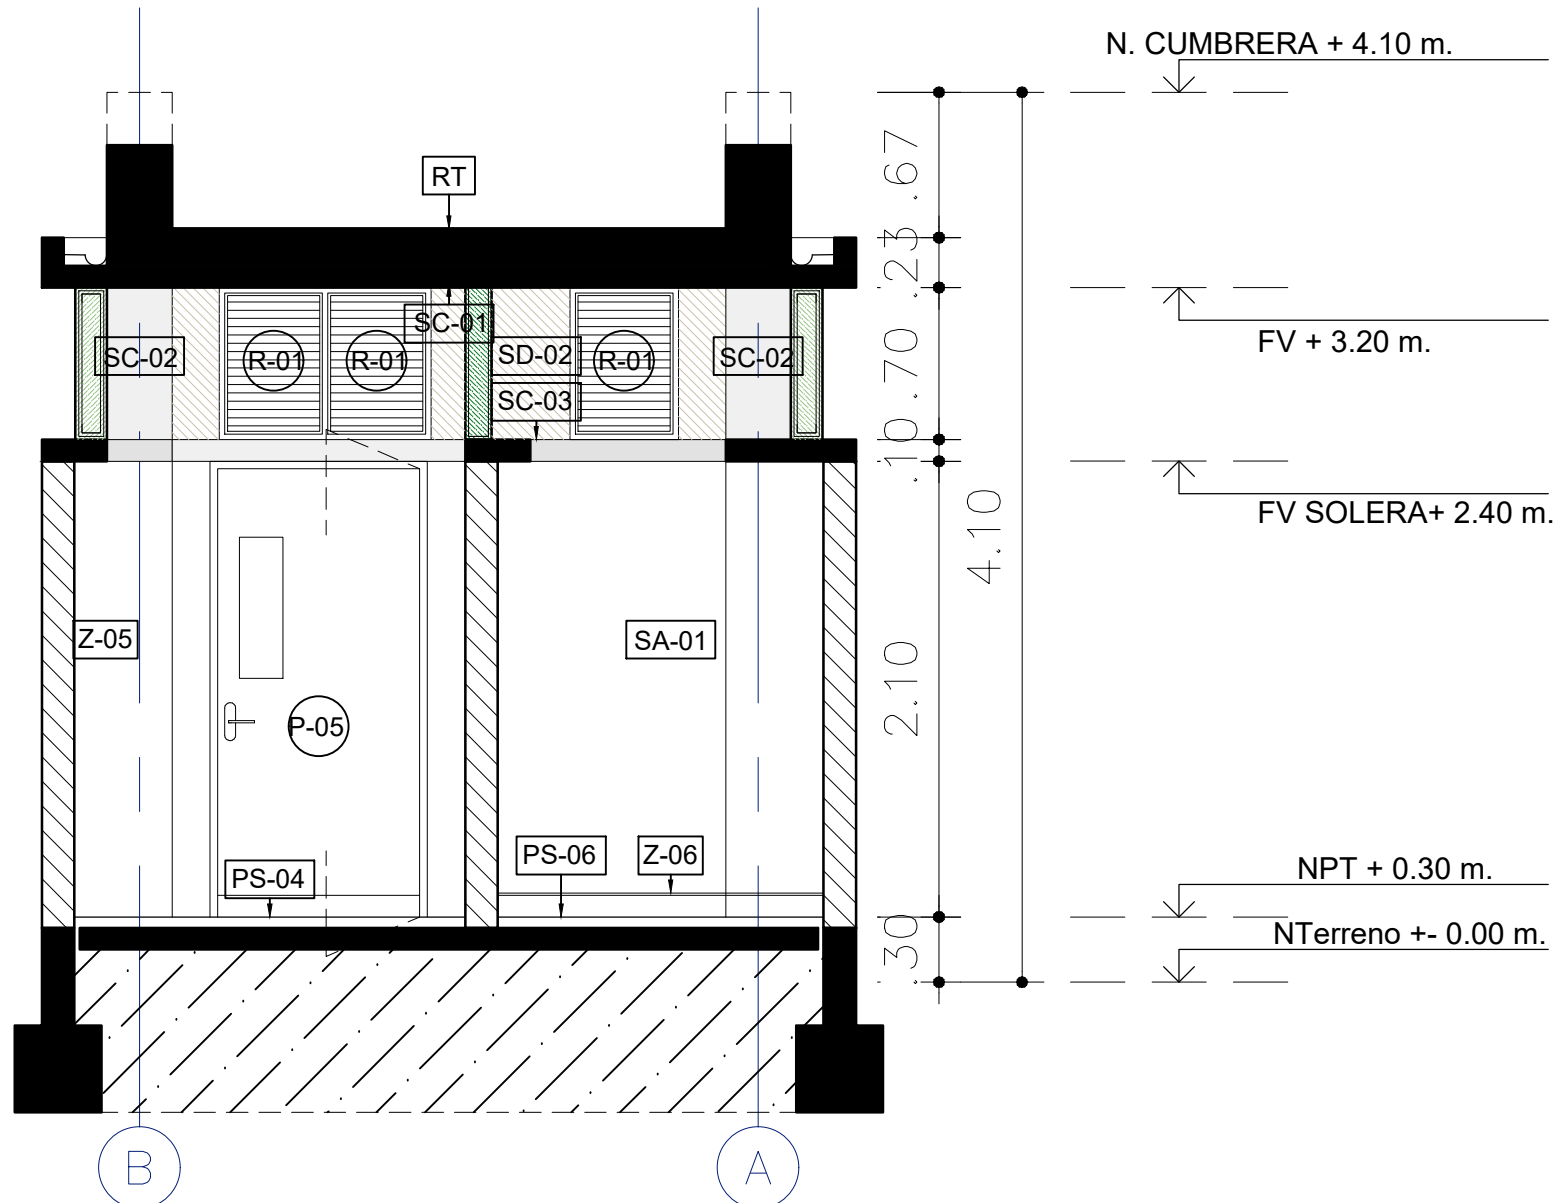 N. CUMBRERA + 4.10 m.
RT
.67
.23
SC-01
SC-02
R-01
R-01
SD-02
R-01
SC-02
SC-03
FV + 3.20 m.
.70
.10
FV SOLERA+ 2.40 m.
4.10
Z-05
SA-01
2.10
P-05
PS-04
PS-06
Z-06
NPT + 0.30 m.
NTerreno +- 0.00 m.
.30
B
A